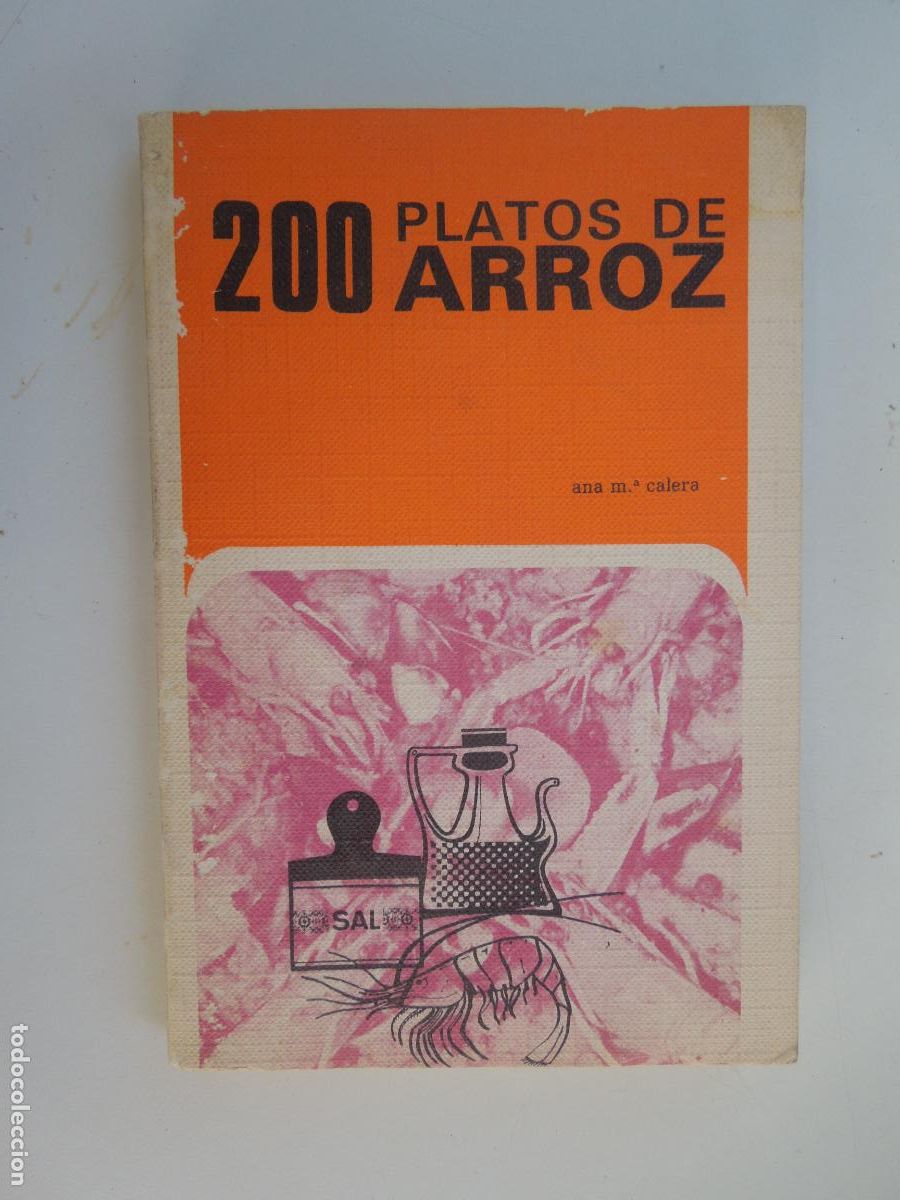 200 PLATOS DE
ARROZ
ana m.ª calera
SAL
todocoleccion